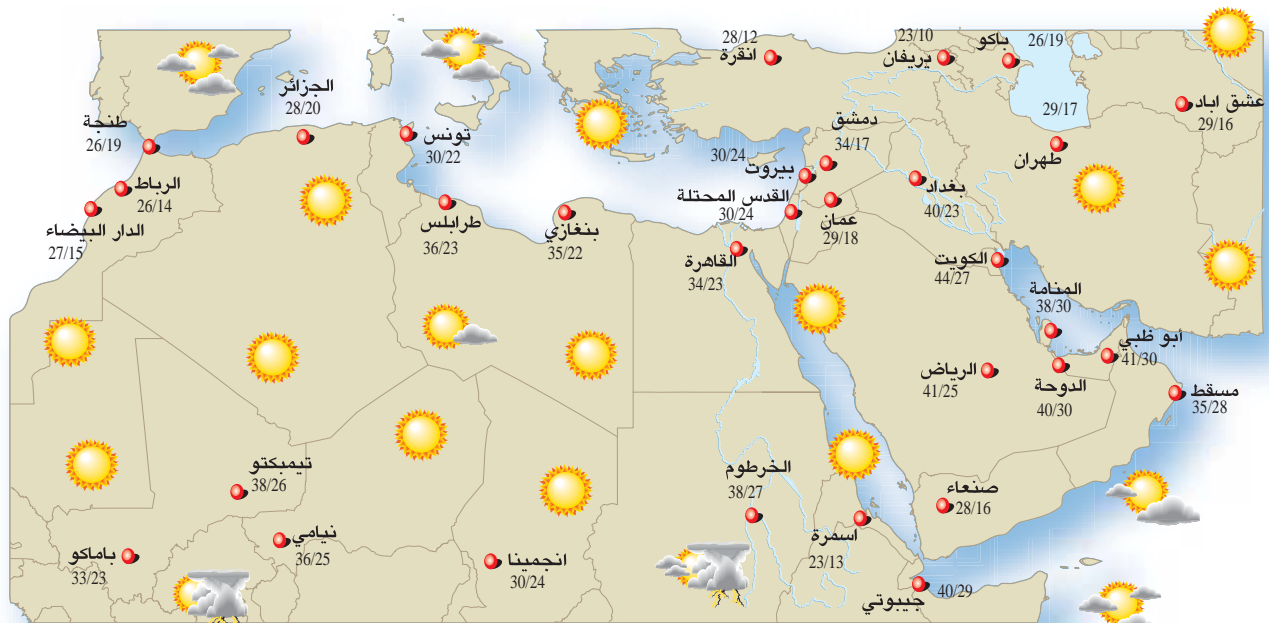 28/12
انقرة
23/10
يريفان
باكو
26/19
29/17
عشق اباد
29/16
الجزائر
28/20
طنجة
26/19
تونس
30/22
دمشق
34/17
طهران
30/24
بيروت
الرباط
26/14
القدس المحتلة
30/24
بغداد
40/23
عمان
29/18
الدار البيضاء
27/15
طرابلس
36/23
بنغازي
35/22
القاهرة
34/23
الكويت
44/27
المنامة
38/30
أبو ظبي
41/30
الرياض
41/25
الدوحة
40/30
مسقط
35/28
تيمبكتو
38/26
الخرطوم
38/27
صنعاء
28/16
نيامي
36/25
باماكو
33/23
انجمينا
30/24
اسمرة
23/13
جيبوتي
40/29